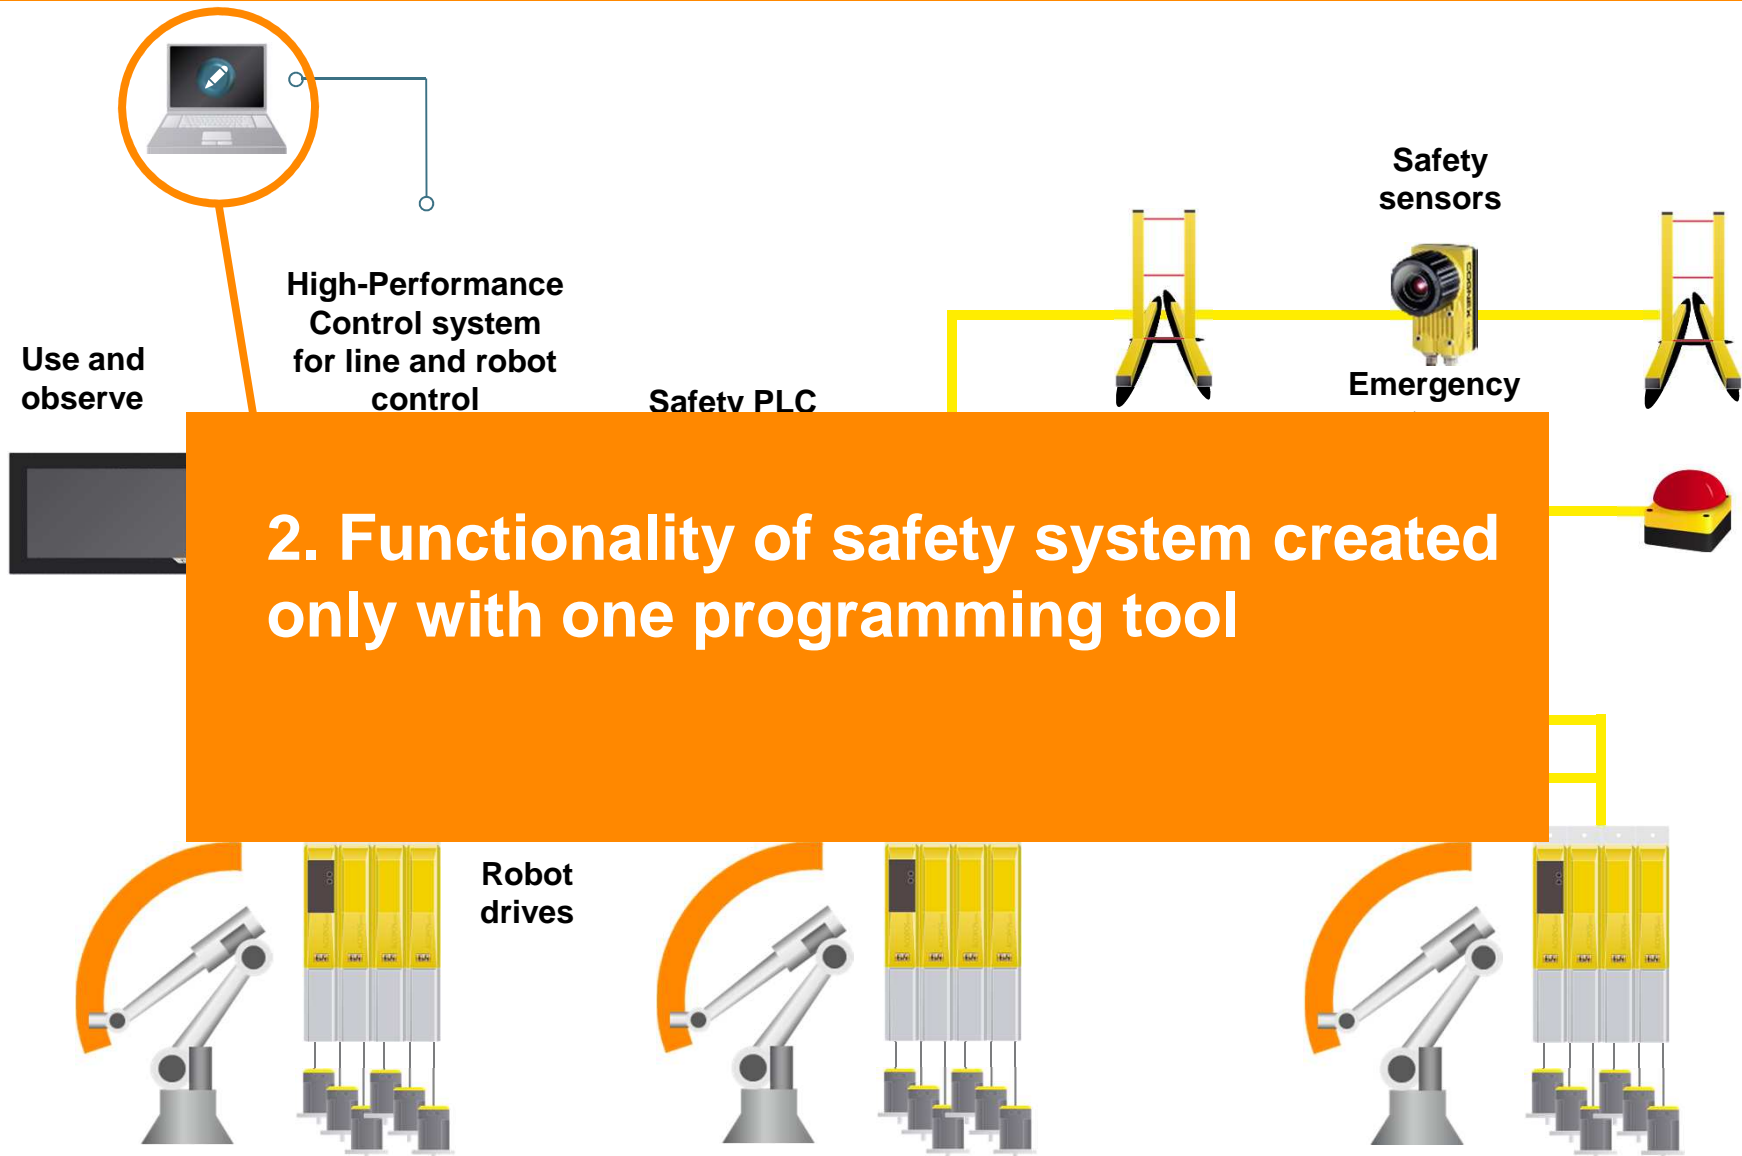 Safety
sensors
High-Performance
Control system
for line and robot
control
Use and
observe
Safety PLC
Emergency
COGNEX
2. Functionality of safety system created
only with one programming tool
Robot
drives